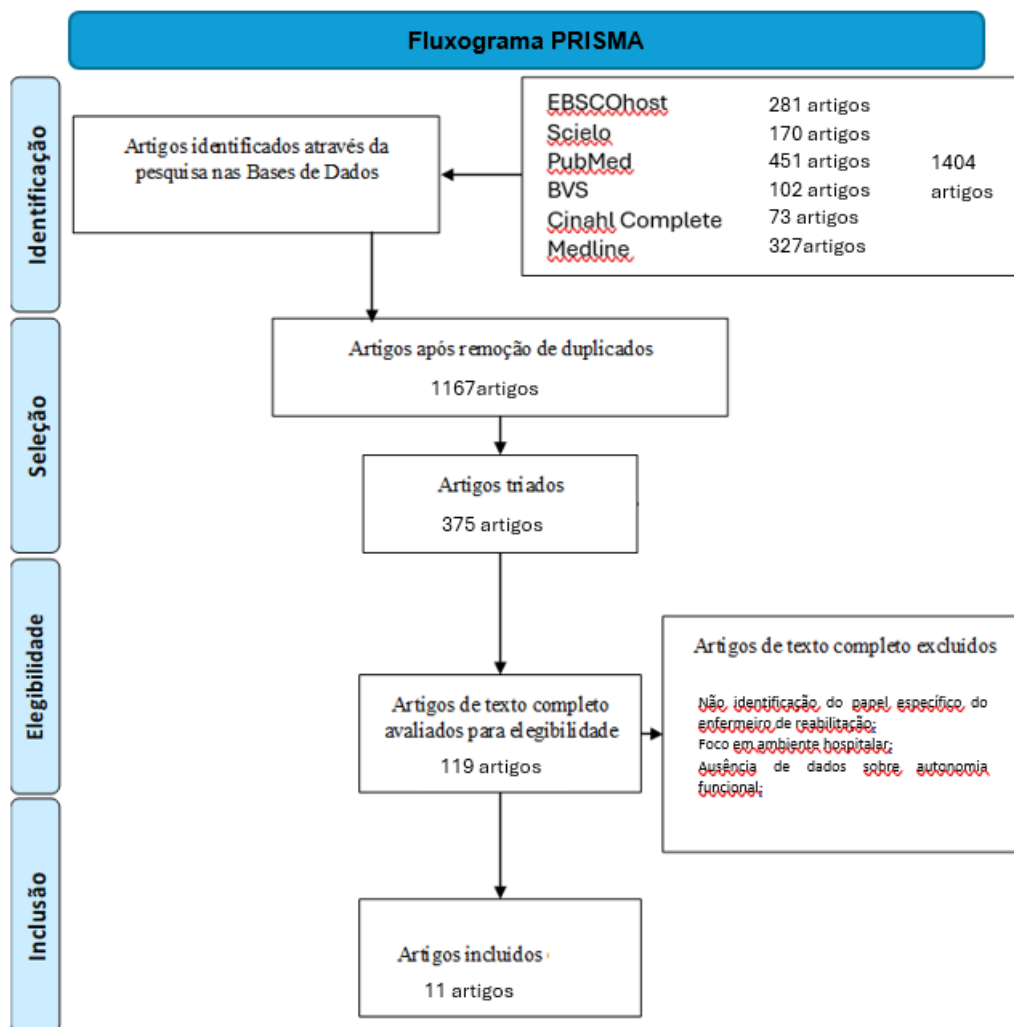 Fluxograma PRISMA
Identificação
Artigos identificados através da
pesquisa nas Bases de Dados
EBSCOhost 281 artigos
Scielo 170 artigos
PubMed 451 artigos 1404
BVS 102 artigos artigos
Cinahl Complete 73 artigos
Medline 327artigos
Seleção
Artigos após remoção de duplicados
1167artigos
Artigos triados
375 artigos
Elegibilidade
Artigos de texto completo
avaliados para elegibilidade
119 artigos
Artigos de texto completo excluidos
Não identificação do papel específico do
enfermeiro de reabilitação;
Foco em ambiente hospitalar;
Ausência de dados sobre autonomia
funcional;
Inclusão
Artigos incluidos
11 artigos